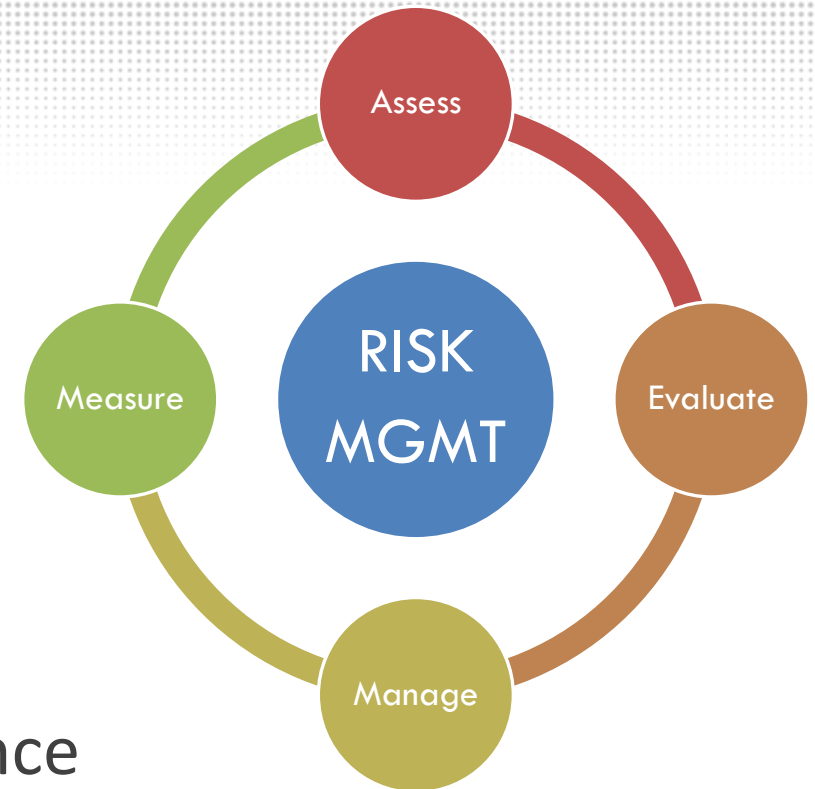 Assess
RISK
MGMT
Measure
Evaluate
Manage
nce